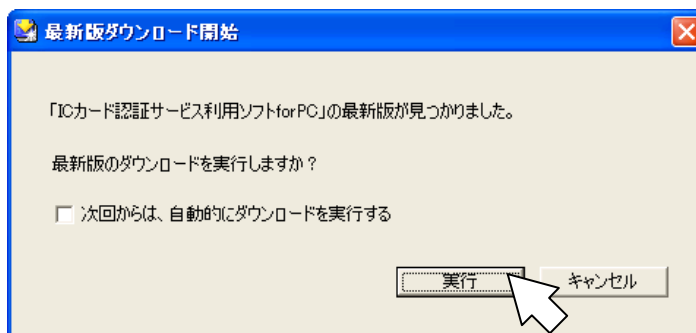 最新版ダウンロード開始
「ICカード認証サービス利用ソフトforPC」の最新版が見つかりました。
最新版のダウンロードを実行しますか？
次回からは、自動的にダウンロードを実行する
実行
キャンセル